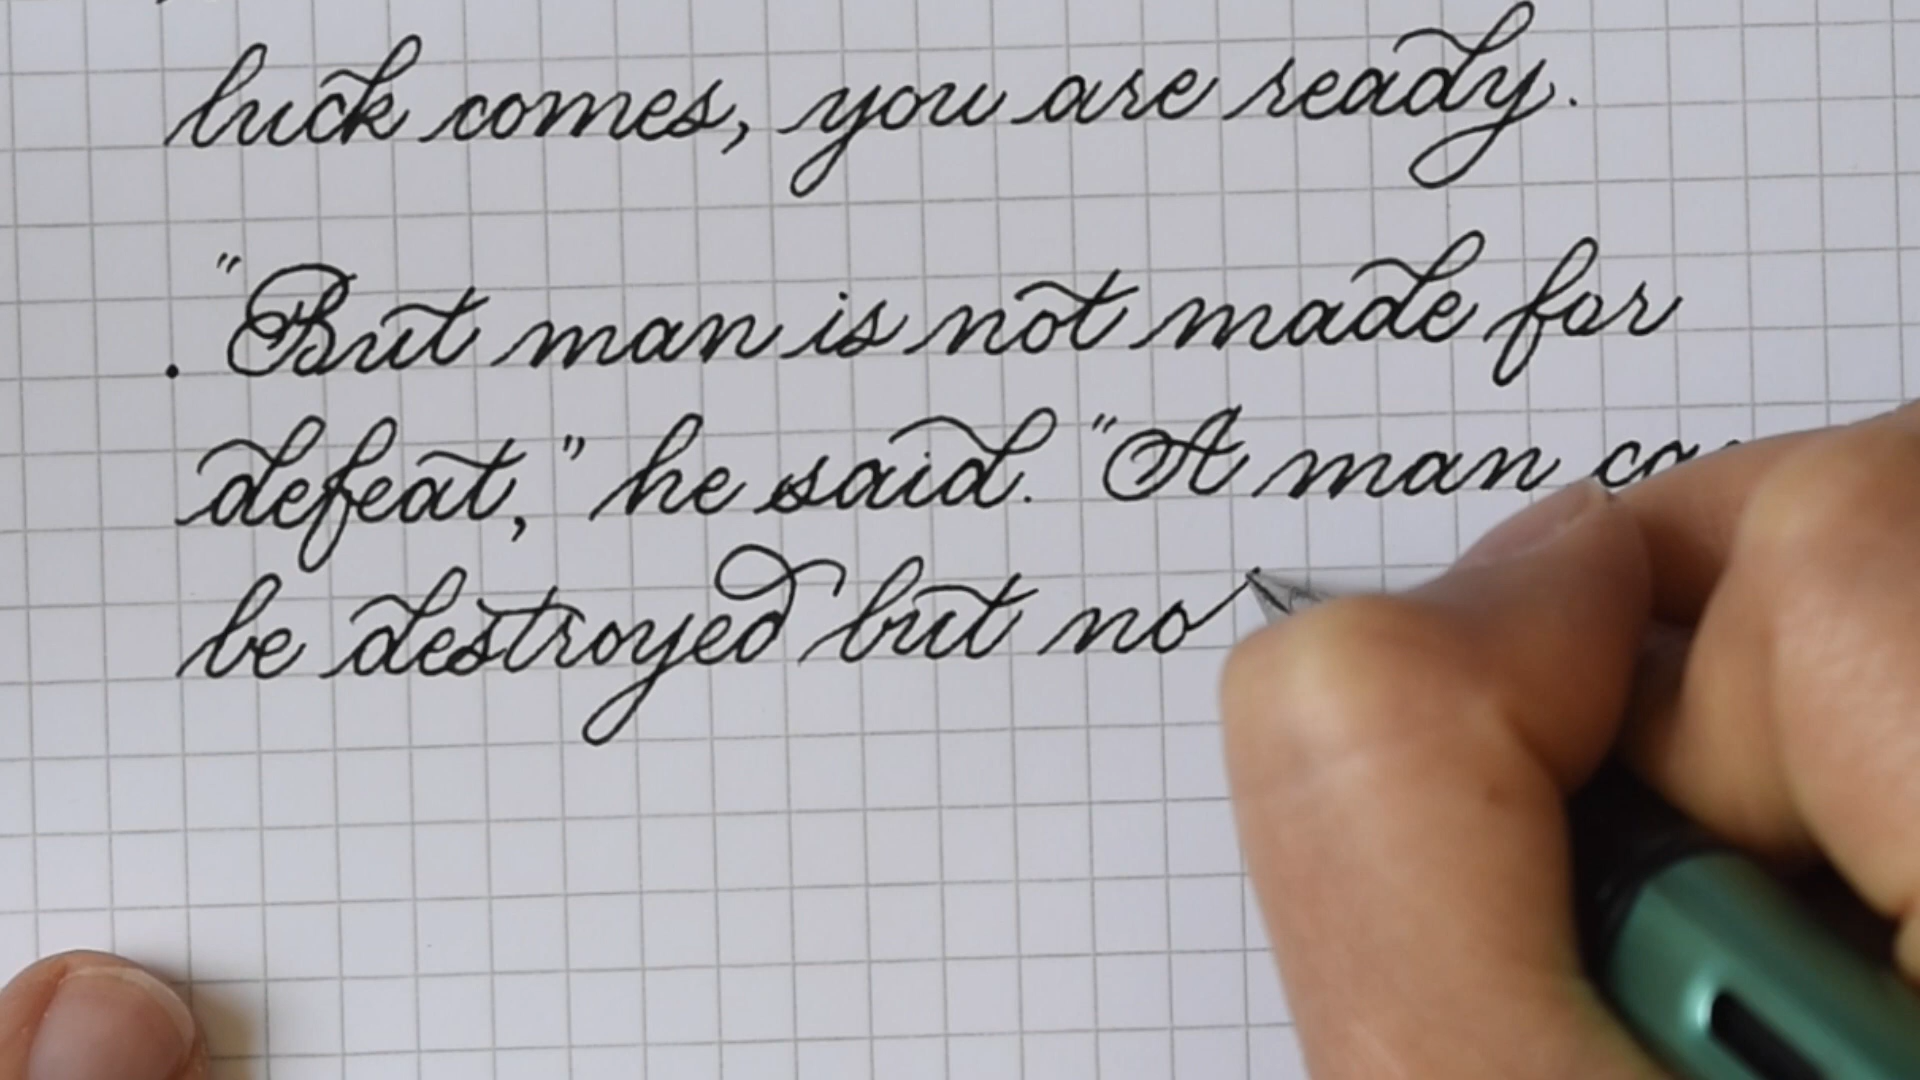 luck comes, you are ready.
. "But man is not made for
defeat," he said. "A man ca
be destroyed but no